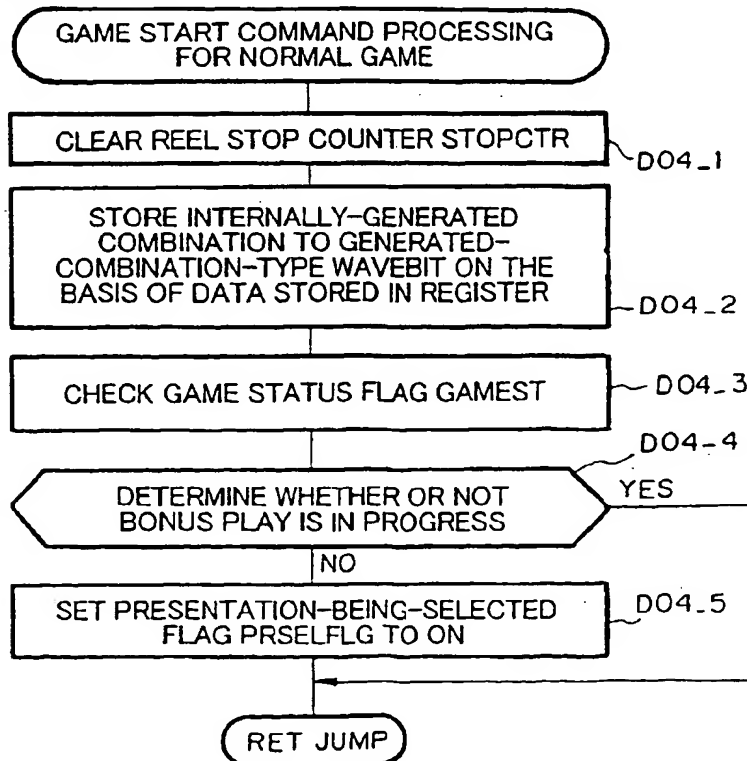 GAME START COMMAND PROCESSING
FOR NORMAL GAME
CLEAR REEL STOP COUNTER STOPCTR
D04_1
STORE INTERNALLY-GENERATED
COMBINATION TO GENERATED-
COMBINATION-TYPE WAVEBIT ON THE
BASIS OF DATA STORED IN REGISTER
D04_2
CHECK GAME STATUS FLAG GAMEST
D04_3
D04_4
DETERMINE WHETHER OR NOT
BONUS PLAY IS IN PROGRESS
YES
NO
SET PRESENTATION-BEING-SELECTED
FLAG PRSELFLG TO ON
D04_5
RET JUMP